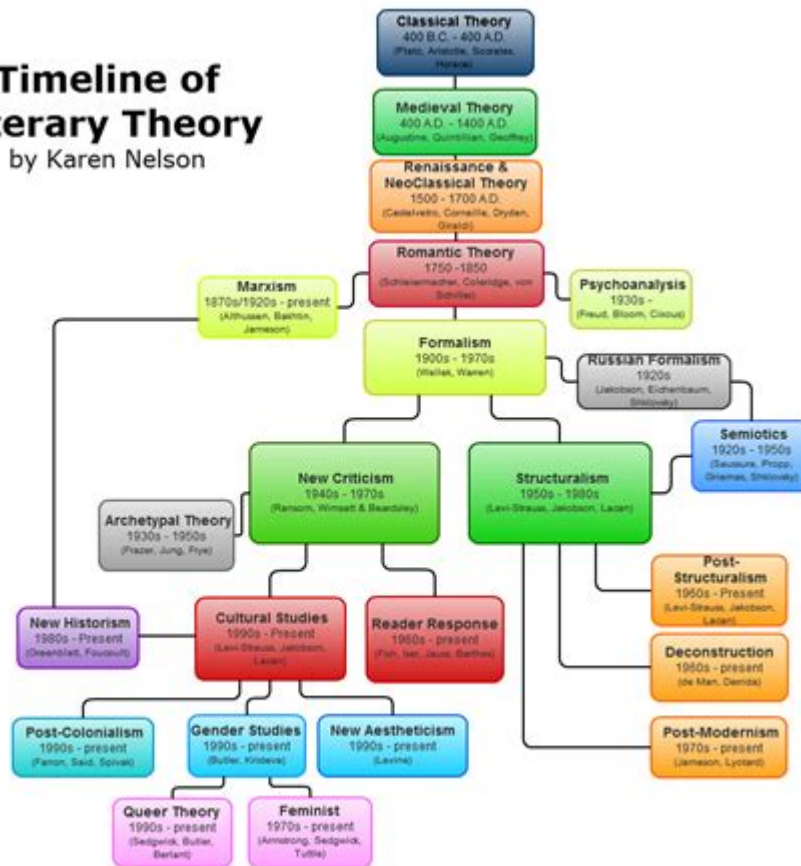 Timeline of
terary Theory
by Karen Nelson
Classical Theory
400 B.C. - 400 A.D.
(Plato, Aristotle, Socrates,
Horace)
Medieval Theory
400 A.D. - 1400 A.D.
(Augustine, Quintillian, Geoffrey)
Renaissance &
NeoClassical Theory
1500 - 1700 A.D.
(Castelvetro, Corneille, Dryden,
Giraldi)
Romantic Theory
1750 -1850
(Schleiermacher, Coleridge, von
Schiller)
Marxism
1870s/1920s - present
(Althusser, Bakhtin,
Jameson)
Psychoanalysis
1930s -
(Freud, Bloom, Cixous)
Formalism
1900s - 1970s
(Wellek, Warren)
Russian Formalism
1920s
(Jakobson, Eichenbaum,
Shklovsky)
Semiotics
1920s - 1950s
(Saussure, Propp,
Griemas, Shklovsky)
New Criticism
1940s - 1970s
(Ransom, Wimsatt & Beardsley)
Structuralism
1950s - 1980s
(Levi-Strauss, Jakobson, Lacan)
Archetypal Theory
1930s - 1950s
(Frazer, Jung, Frye)
Post-
Structuralism
1960s - Present
(Levi-Strauss, Jakobson,
Lacan)
New Historism
1980s - Present
(Greenblatt, Foucoult)
Cultural Studies
1990s - Present
(Levi-Strauss, Jakobson,
Lacan)
Reader Response
1960s - present
(Fish, Iser, Jauss, Barthes)
Deconstruction
1960s - present
(de Man, Derrida)
Post-Colonialism
1990s - present
(Fanon, Said, Spivak)
Gender Studies
1990s - present
(Butler, Kristeva)
New Aestheticism
1990s - present
(Levine)
Post-Modernism
1970s - present
(Jameson, Lyotard)
Queer Theory
1990s - present
(Sedgwick, Butler,
Berlant)
Feminist
1970s - present
(Armstrong, Sedgwick,
Tuttle)